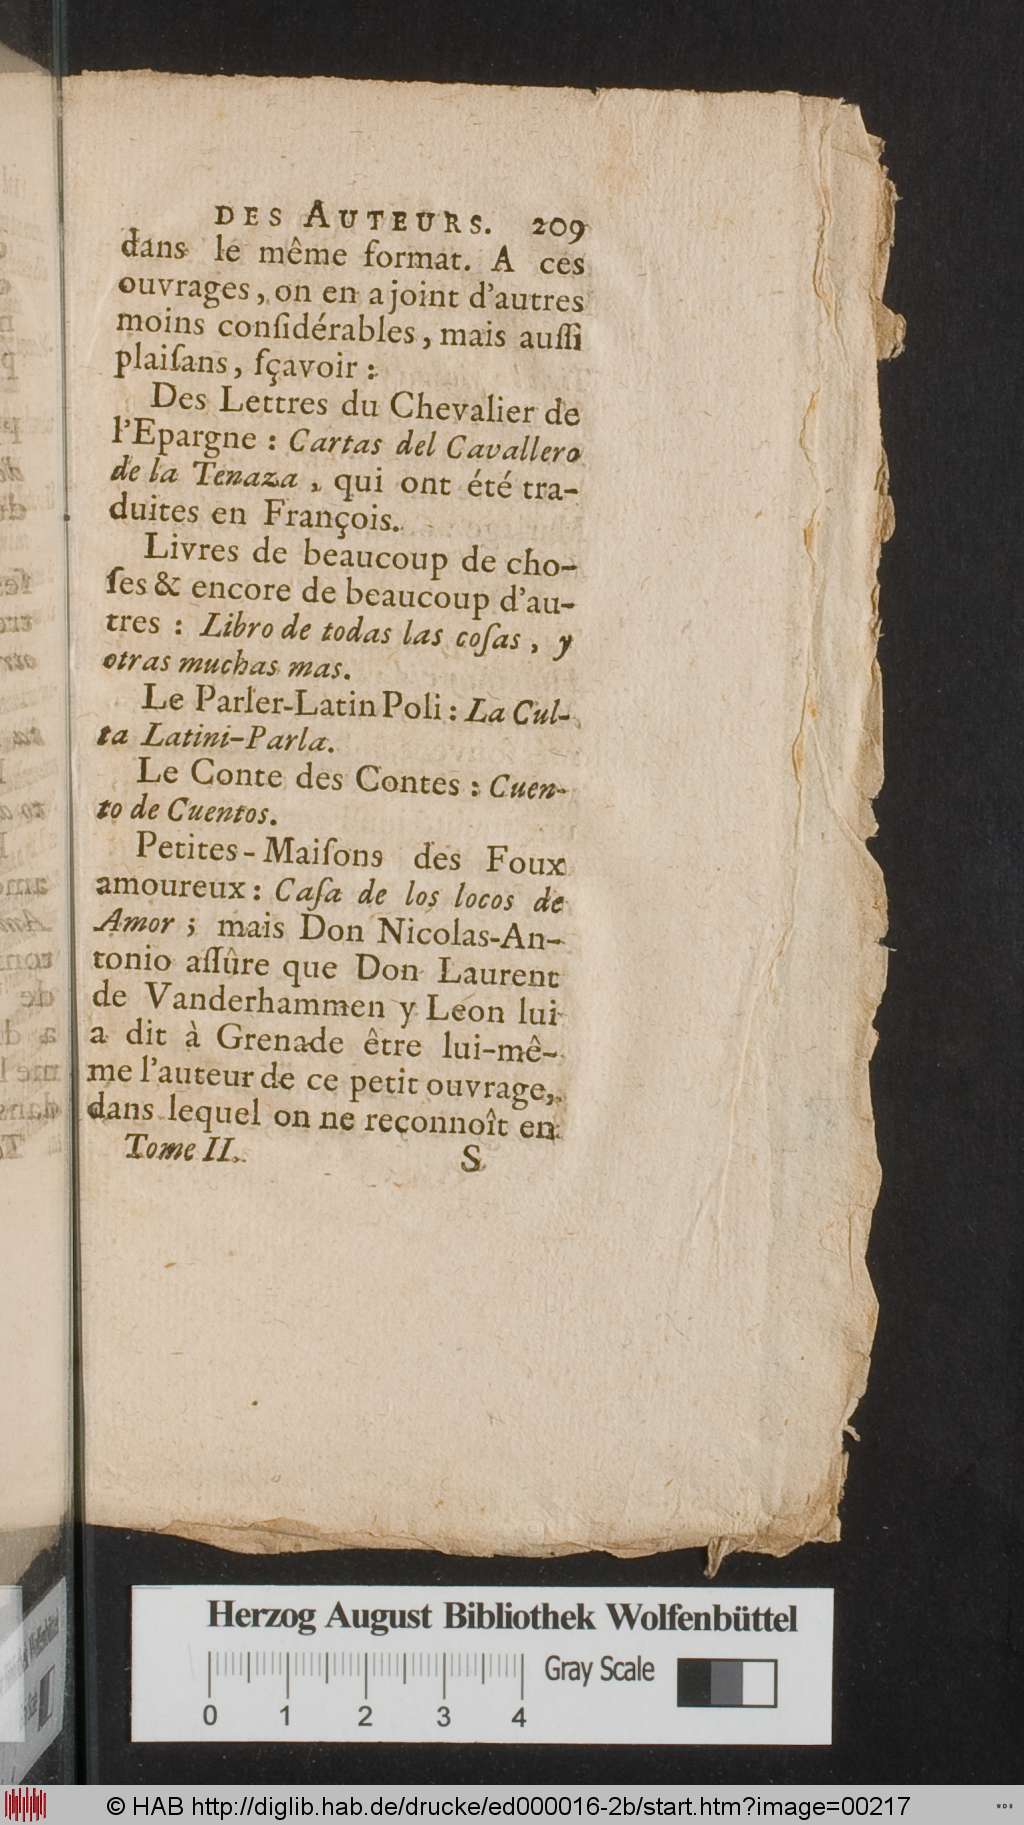 DES AUTEURS. 209
dans le même format. A ces
ouvrages, on en ajoint d'autres
moins conſidérables, mais auſſi
plaiſans, ſçavoir :
Des Lettres du Chevalier de
l'Epargne : Cartas del Cavallero
de la Tenaza, qui ont été tra-
duites en François.
Livres de beaucoup de cho-
ſes & encore de beaucoup d'au-
tres : Libro de todas las coſas, y
otras muchas mas.
Le Parler-Latin Poli : La Cul-
ta Latini-Parla.
Le Conte des Contes : Cuen-
to de Cuentos.
Petites-Maiſons des Foux
amoureux : Caſa de los locos de
Amor ; mais Don Nicolas-An-
tonio aſſûre que Don Laurent
de Vanderhammen y Leon lui
a dit à Grenade être lui-mê-
me l'auteur de ce petit ouvrage,
dans lequel on ne reconnoît en
Tome II. S
Herzog August Bibliothek Wolfenbüttel
Gray Scale
0 1 2 3 4
© HAB http://diglib.hab.de/drucke/ed000016-2b/start.htm?image=00217